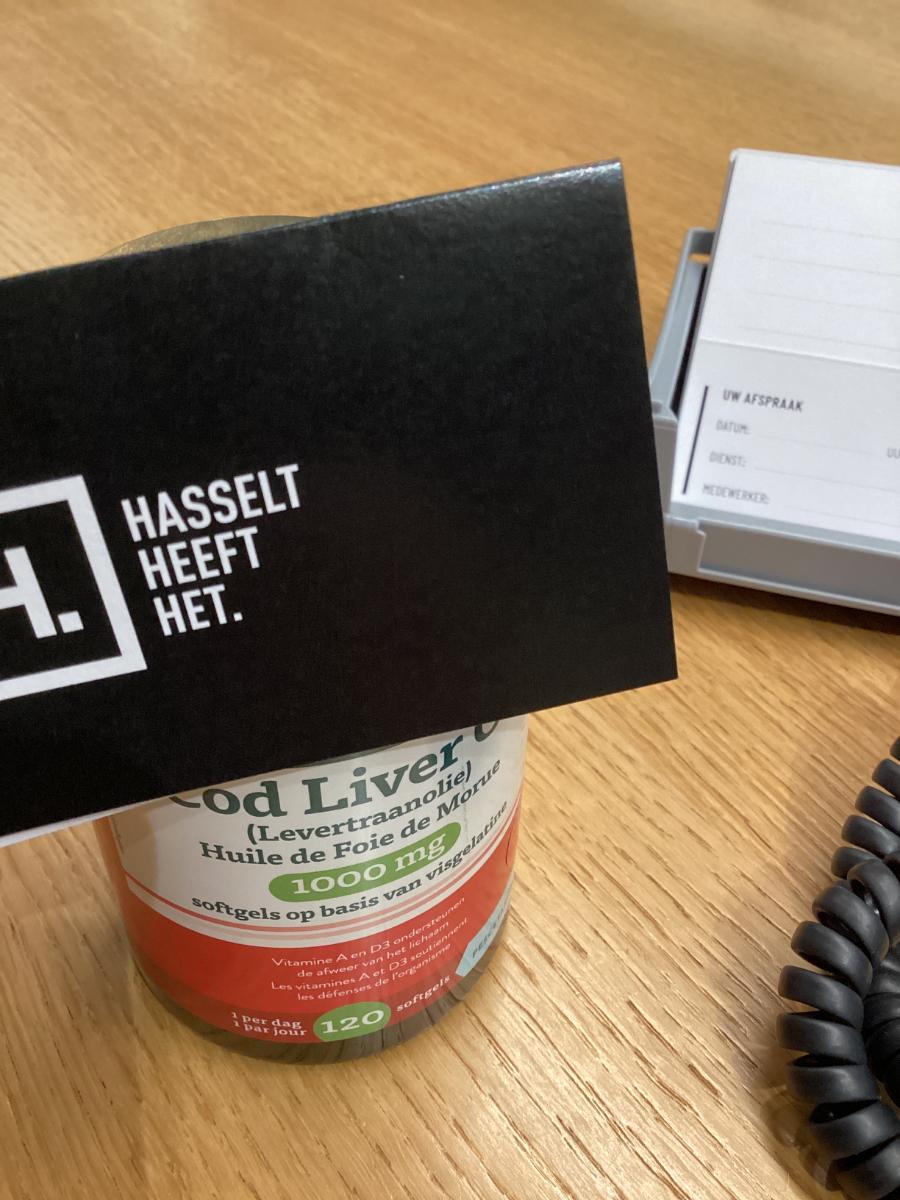 H.
HASSELT
HEEFT
HET.
UW AFSPRAAK
DATUM:
DIENST:
MEDEWERKER:
Cod Liver
(Levertraanolie)
Huile de Foie de Morue
1000 mg
softgels op basis van visgelatine
Vitamine A en D3 ondersteunen
de afweer van het lichaam
Les vitamines A et D3 soutiennent
les défenses de l'organisme
1 per dag
1 par jour
120 softgels